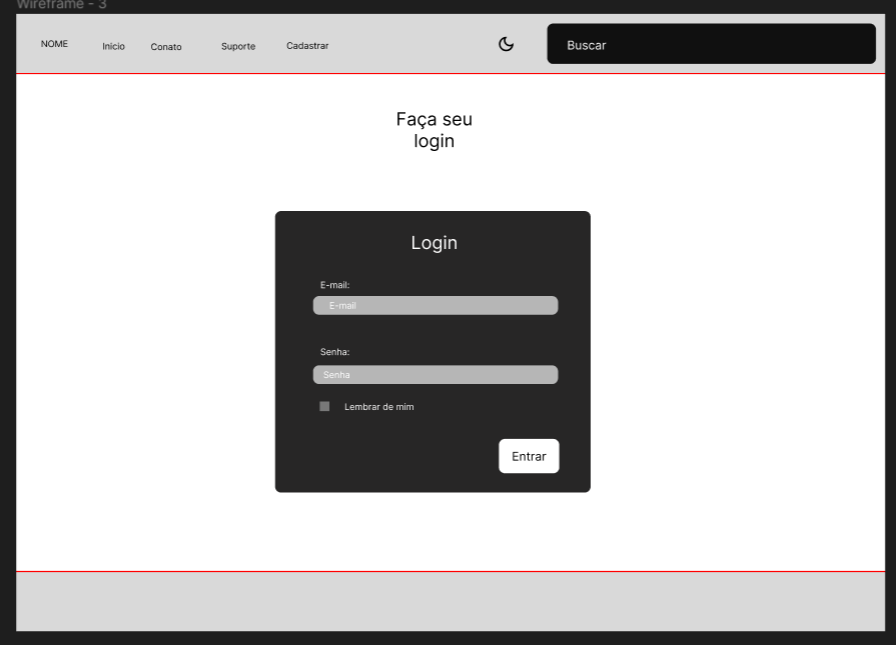 Wireframe - 3
NOME
Início
Conato
Suporte
Cadastrar
Buscar
Faça seu
login
Login
E-mail:
E-mail
Senha:
Senha
Lembrar de mim
Entrar